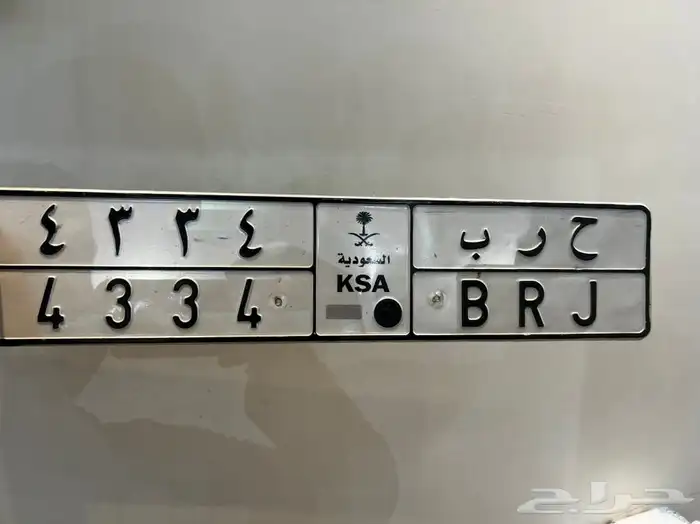 ٤ ٣ ٣ ٤
ح ر ب
4 3 3 4
B R J
السعودية
KSA
حراج